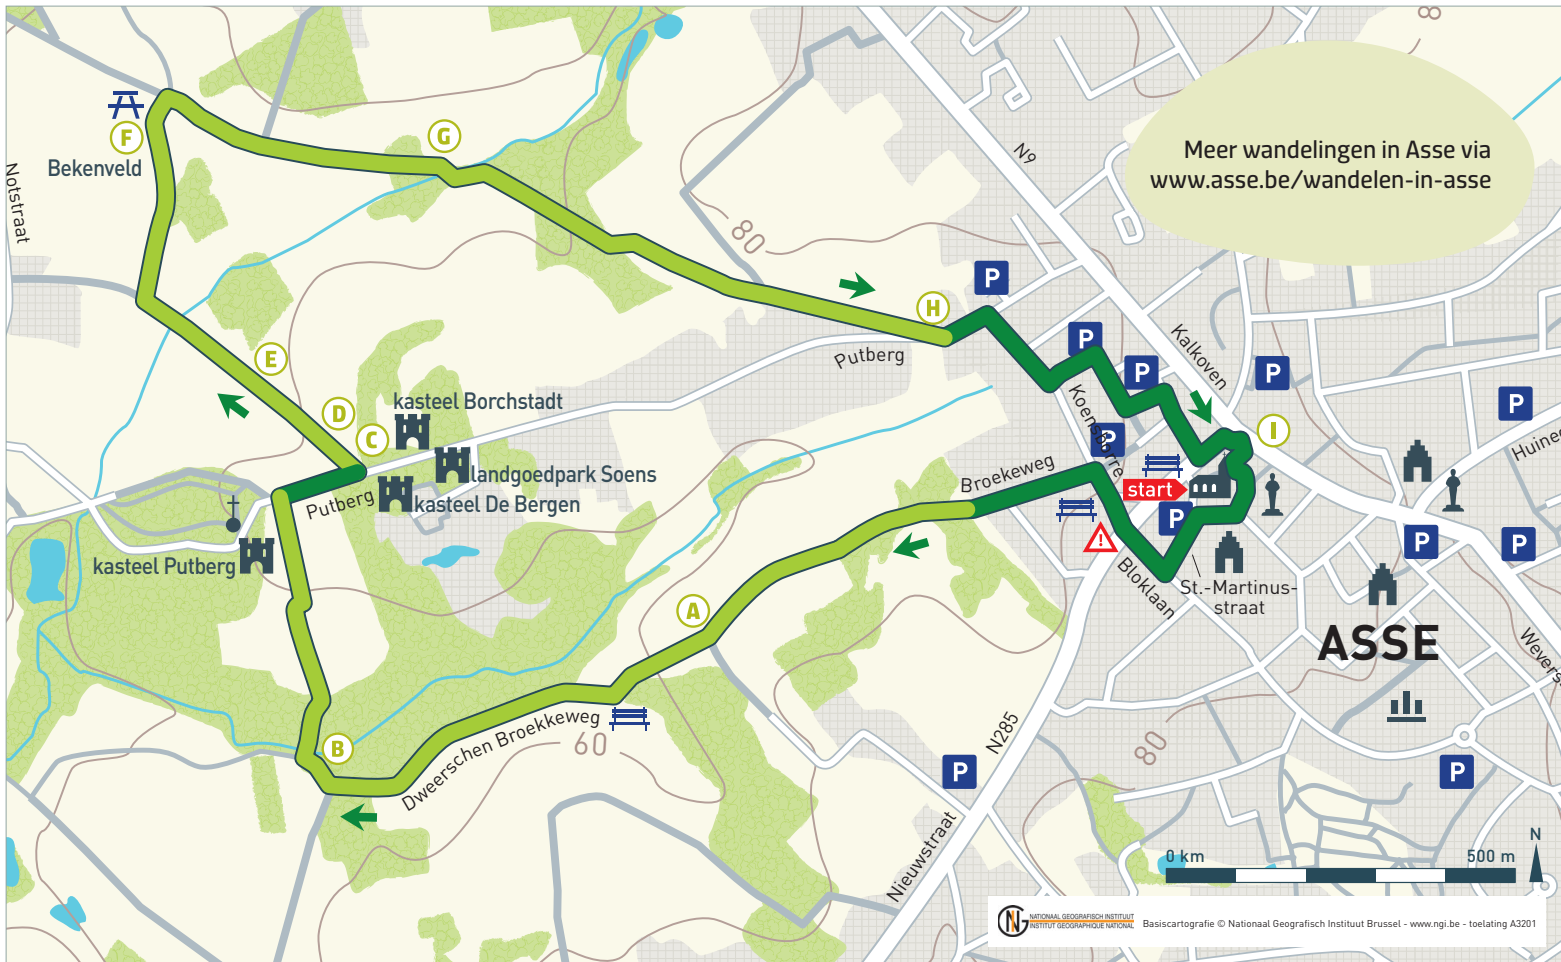 Meer wandelingen in Asse via
www.asse.be/wandelen-in-asse
8
N9
F
G
Bekenveld
Notstraat
80
P
H
Putberg
P
Kalkoven
P
P
E
D
C
kasteel Borchstadt
Koensborre
P
I
P
Huine
landgoedpark Soens
kasteel De Bergen
Putberg
Broekeweg
start
P
P
P
kasteel Putberg
!
Bloklaan
St.-Martinus-
straat
A
ASSE
Wevers
B
Dweerschen Broekkeweg
60
N285
80
P
P
Nieuwstraat
0 km
500 m
N
NGI
NATIONAAL GEOGRAFISCH INSTITUUT
INSTITUT GEOGRAPHIQUE NATIONAL
Basiscartografie © Nationaal Geografisch Instituut Brussel - www.ngi.be - toelating A3201